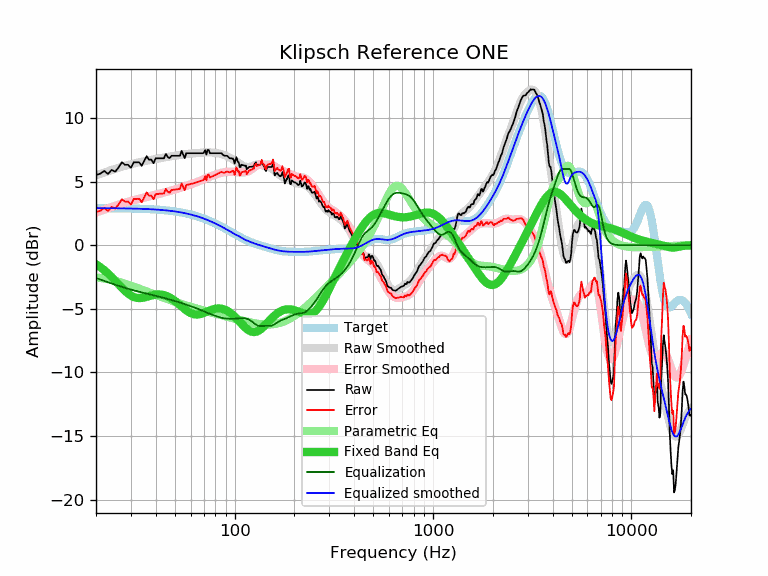 Klipsch Reference ONE
10
5
0
−5
−10
−15
−20
Amplitude (dBr)
Target
Raw Smoothed
Error Smoothed
Raw
Error
Parametric Eq
Fixed Band Eq
Equalization
Equalized smoothed
100
1000
10000
Frequency (Hz)